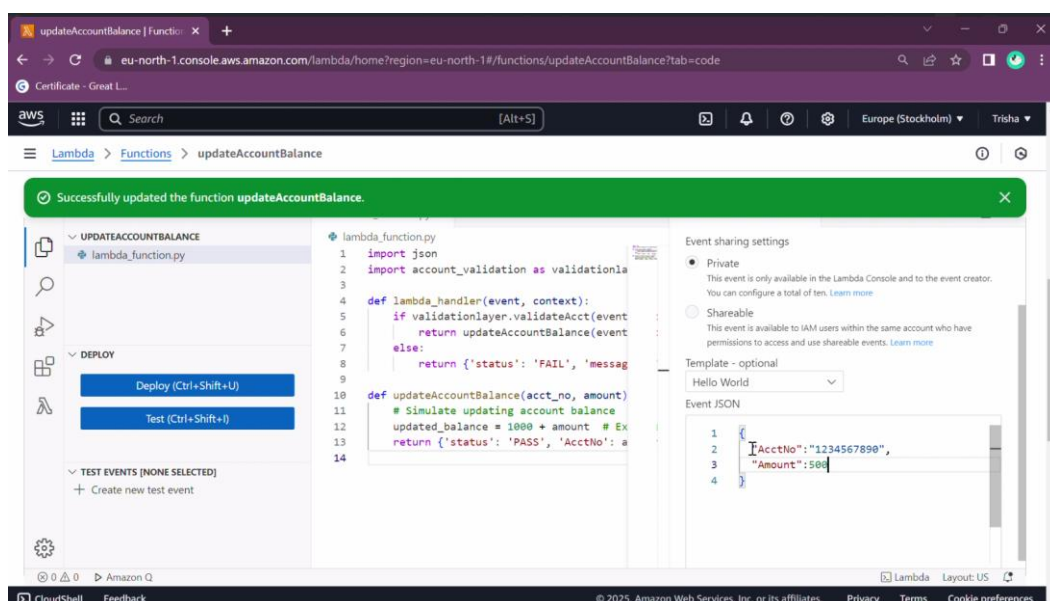 updateAccountBalance | Function
eu-north-1.console.aws.amazon.com/lambda/home?region=eu-north-1#/functions/updateAccountBalance?tab=code
Certificate - Great L...
aws
Search
[Alt+S]
Europe (Stockholm)
Trisha
Lambda > Functions > updateAccountBalance
Successfully updated the function updateAccountBalance.
UPDATEACCOUNTBALANCE
lambda_function.py
DEPLOY
Deploy (Ctrl+Shift+U)
Test (Ctrl+Shift+I)
TEST EVENTS [NONE SELECTED]
+ Create new test event
lambda_function.py
1 import json
2 import account_validation as validationla
3
4 def lambda_handler(event, context):
5 if validationlayer.validateAcct(event
6 return updateAccountBalance(event
7 else:
8 return {'status': 'FAIL', 'messag
9
10 def updateAccountBalance(acct_no, amount)
11 # Simulate updating account balance
12 updated_balance = 1000 + amount # Ex
13 return {'status': 'PASS', 'AcctNo': a
14
Event sharing settings
Private
This event is only available in the Lambda Console and to the event creator.
You can configure a total of ten. Learn more
Shareable
This event is available to IAM users within the same account who have
permissions to access and use shareable events. Learn more
Template - optional
Hello World
Event JSON
1 {
2 "AcctNo":"1234567890",
3 "Amount":500
4 }
0 0 Amazon Q
Lambda Layout: US
CloudShell Feedback
© 2025, Amazon Web Services, Inc. or its affiliates. Privacy Terms Cookie preferences